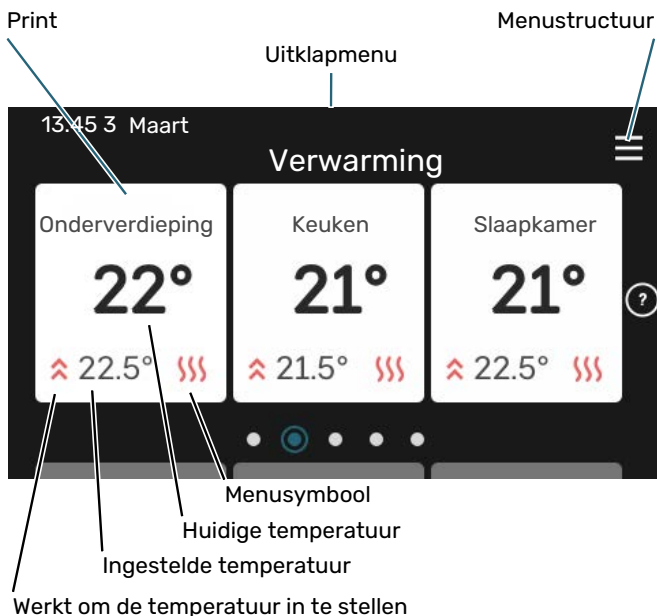 Print
Menustructuur
Uitklapmenu
13.45 3 Maart
Verwarming
Onderverdieping
Keuken
Slaapkamer
22°
21°
21°
?
22.5°
21.5°
22.5°
Menusymbool
Huidige temperatuur
Ingestelde temperatuur
Werkt om de temperatuur in te stellen